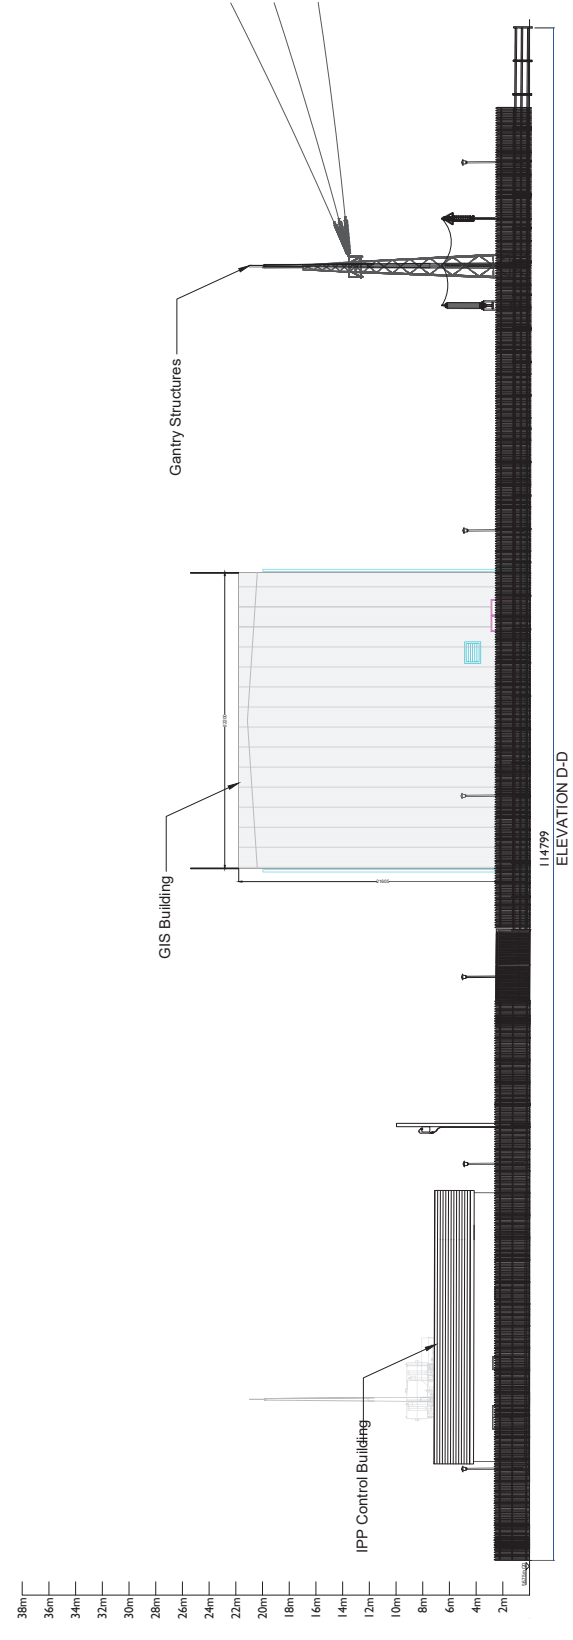 38m
36m
34m
32m
30m
28m
26m
24m
22m
20m
18m
16m
14m
12m
10m
8m
6m
4m
2m
IPP Control Building
GIS Building
Gantry Structures
114799
ELEVATION D-D